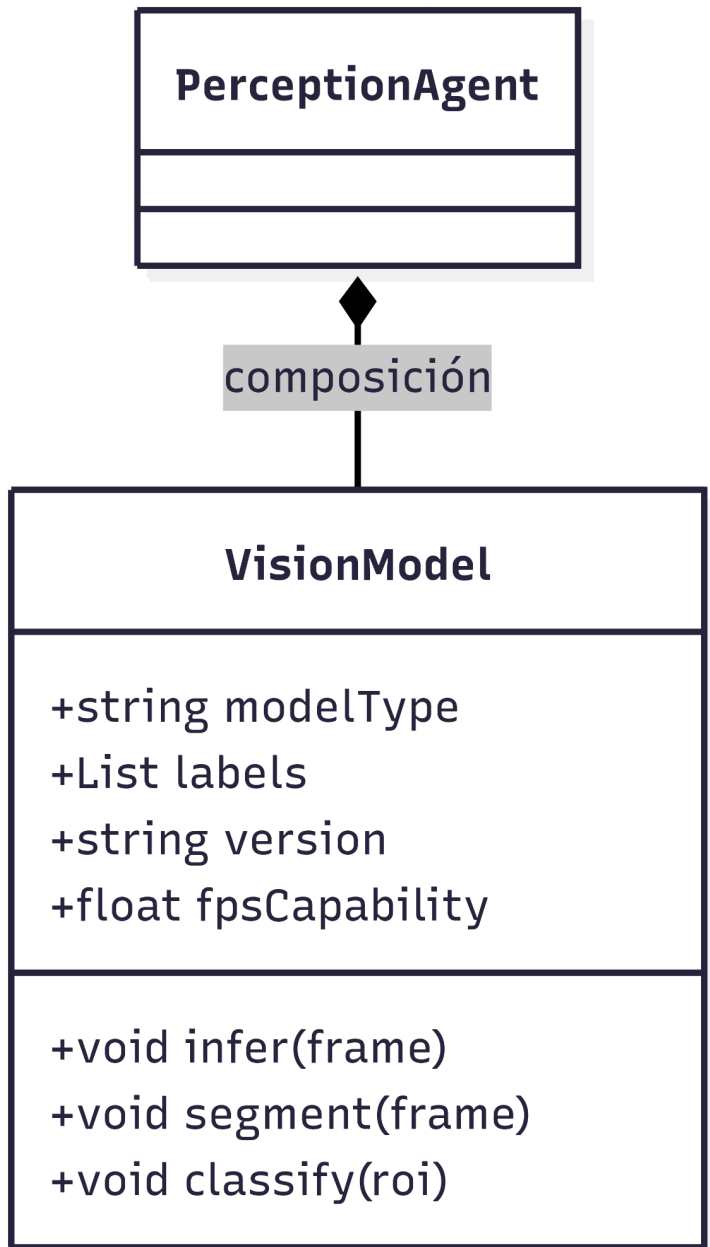 PerceptionAgent
composición
VisionModel
+string modelType
+List labels
+string version
+float fpsCapability
+void infer(frame)
+void segment(frame)
+void classify(roi)